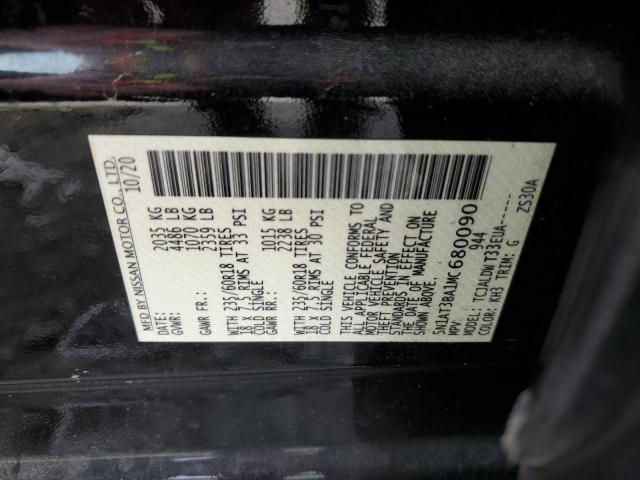 MFD BY NISSAN MOTOR CO., LTD.
DATE: 10/20
GVWR: 2035 KG
4486 LB
GAWR FR.: 1070 KG
2359 LB
WITH 235/60R18 TIRES
18 X 7.5 RIMS AT 33 PSI
COLD SINGLE
GAWR RR.: 1015 KG
2238 LB
WITH 235/60R18 TIRES
18 X 7.5 RIMS AT 30 PSI
COLD SINGLE
THIS VEHICLE CONFORMS TO
ALL APPLICABLE FEDERAL
MOTOR VEHICLE SAFETY AND
THEFT PREVENTION
STANDARDS IN EFFECT ON
THE DATE OF MANUFACTURE
SHOWN ABOVE.
5N1AT3BA1MC680090
MPV 944
MODEL: TCJALDW T33EUA------
COLOR: KH3 TRIM: G ZS30A